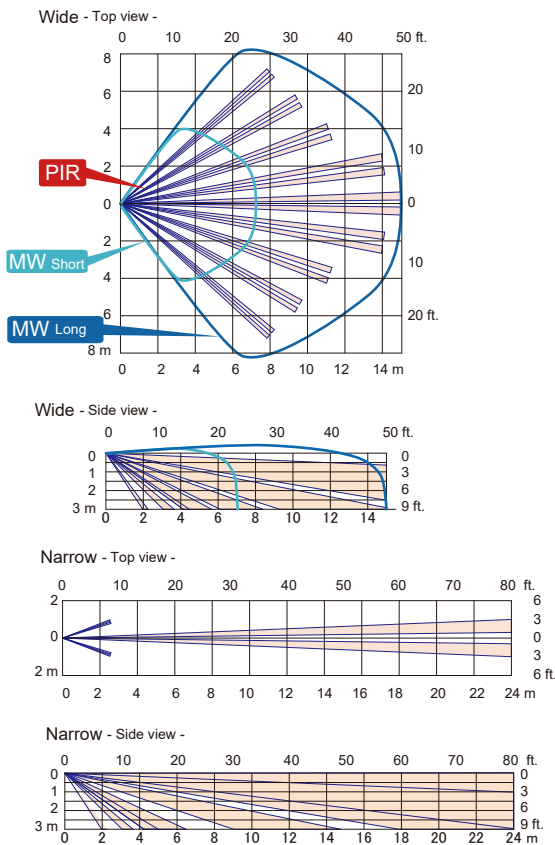 Wide - Top view -
0 10 20 30 40 50 ft.
8
6
4
2
0
2
4
6
8 m
20
10
0
10
20 ft.
PIR
MW Short
MW Long
0 2 4 6 8 10 12 14 m
Wide - Side view -
0 10 20 30 40 50 ft.
0
1
2
3 m
0
3
6
9 ft.
0 2 4 6 8 10 12 14
Narrow - Top view -
0 10 20 30 40 50 60 70 80 ft.
2
0
2 m
6
3
0
3
6 ft.
0 2 4 6 8 10 12 14 16 18 20 22 24 m
Narrow - Side view -
0 10 20 30 40 50 60 70 80 ft.
0
1
2
3 m
0
3
6
9 ft.
0 2 4 6 8 10 12 14 16 18 20 22 24 m